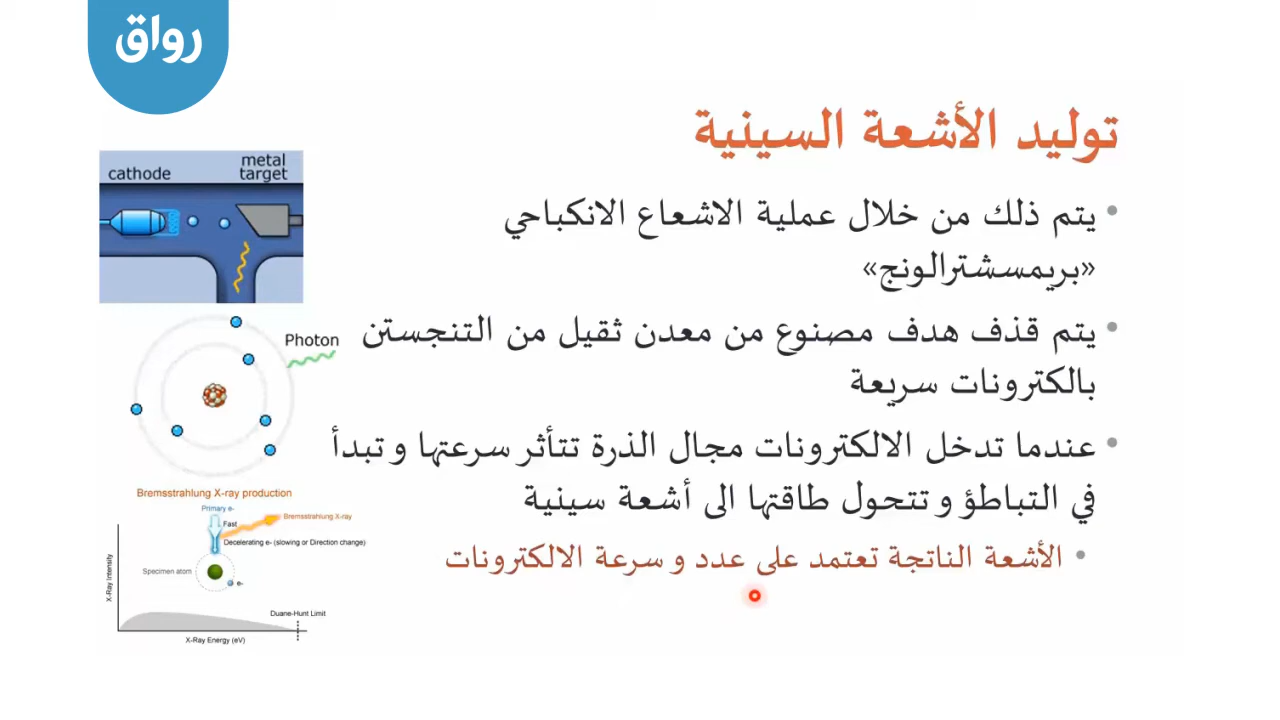 رواق
توليد الأشعة السينية
يتم ذلك من خلال عملية الاشعاع الانكباحي
«بريمسشترالونج»
يتم قذف هدف مصنوع من معدن ثقيل من التنجستن
بالكترونات سريعة
عندما تدخل الالكترونات مجال الذرة تتأثر سرعتها و تبدأ
في التباطؤ و تتحول طاقتها الى أشعة سينية
الأشعة الناتجة تعتمد على عدد و سرعة الالكترونات
cathode
metal
target
Photon
Bremsstrahlung X-ray production
Primary e-
Bremsstrahlung X-ray
Fast
Decelerating e- (slowing or Direction change)
Specimen atom
e-
X-Ray Intensity
Duane-Hunt Limit
X-Ray Energy (eV)